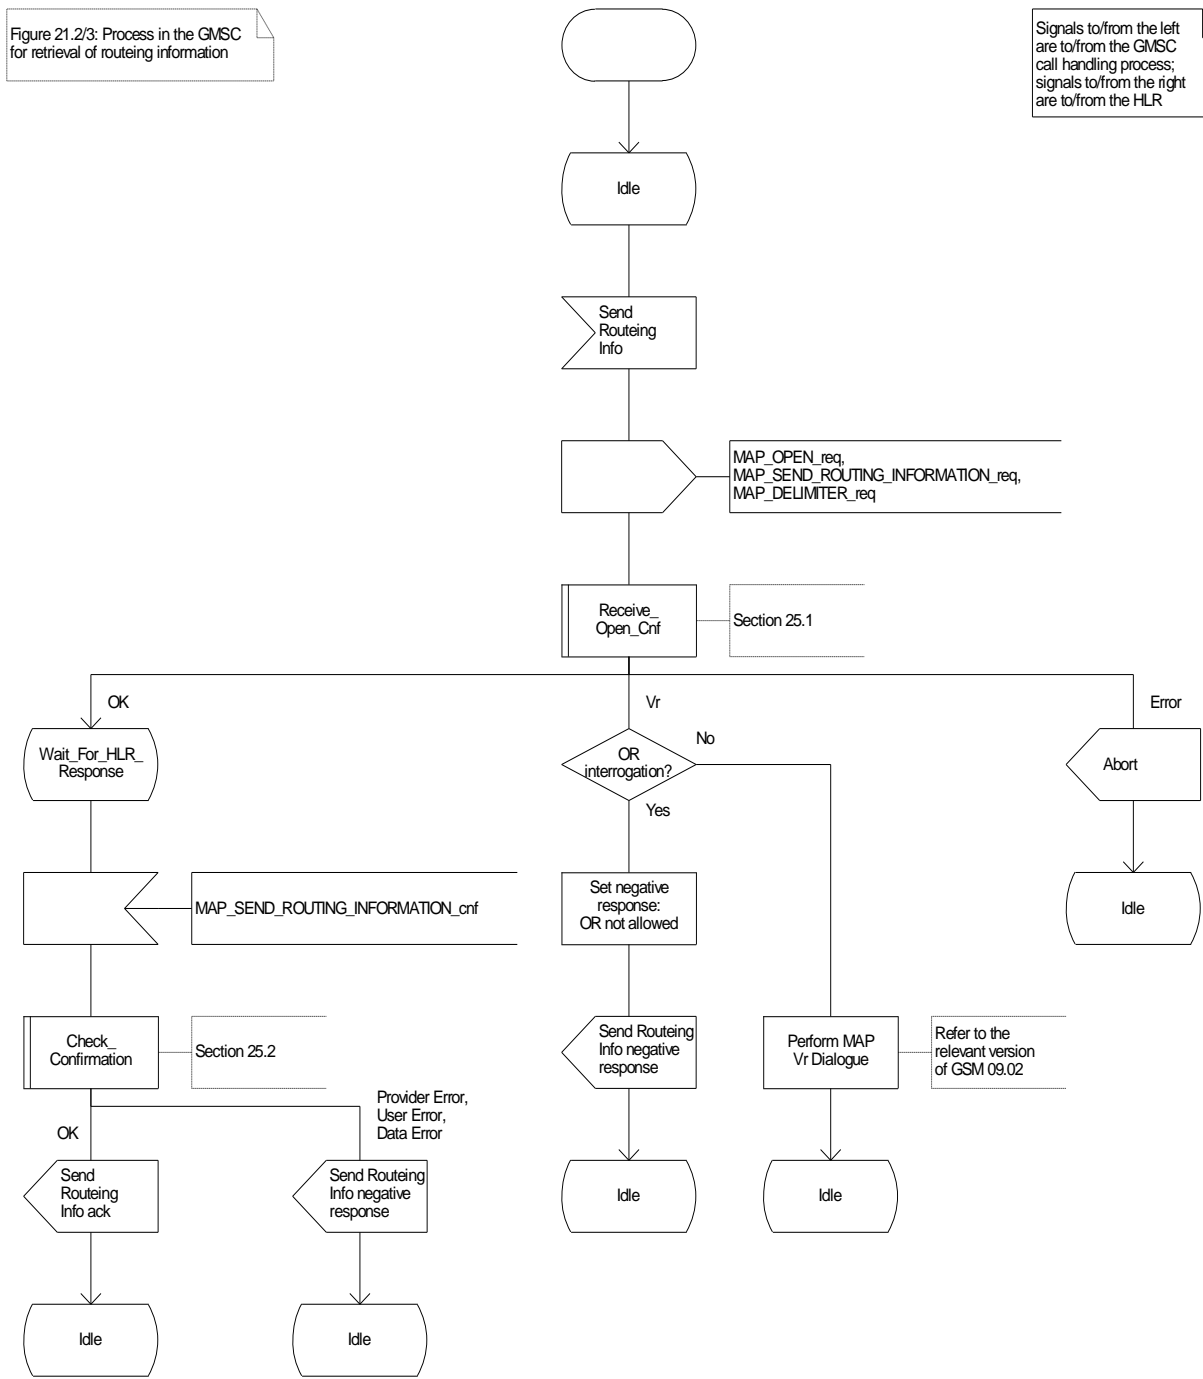 Figure 21.2/3: Process in the GMSC
for retrieval of routeing information
Signals to/from the left
are to/from the GMSC
call handling process;
signals to/from the right
are to/from the HLR
Idle
Send
Routeing
Info
MAP_OPEN_req,
MAP_SEND_ROUTING_INFORMATION_req,
MAP_DELIMITER_req
Receive_
Open_Cnf
Section 25.1
OK
Vr
Error
Wait_For_HLR_
Response
OR
interrogation?
No
Yes
Abort
MAP_SEND_ROUTING_INFORMATION_cnf
Set negative
response:
OR not allowed
Idle
Check_
Confirmation
Section 25.2
Send Routeing
Info negative
response
Perform MAP
Vr Dialogue
Refer to the
relevant version
of GSM 09.02
OK
Provider Error,
User Error,
Data Error
Send
Routeing
Info ack
Send Routeing
Info negative
response
Idle
Idle
Idle
Idle